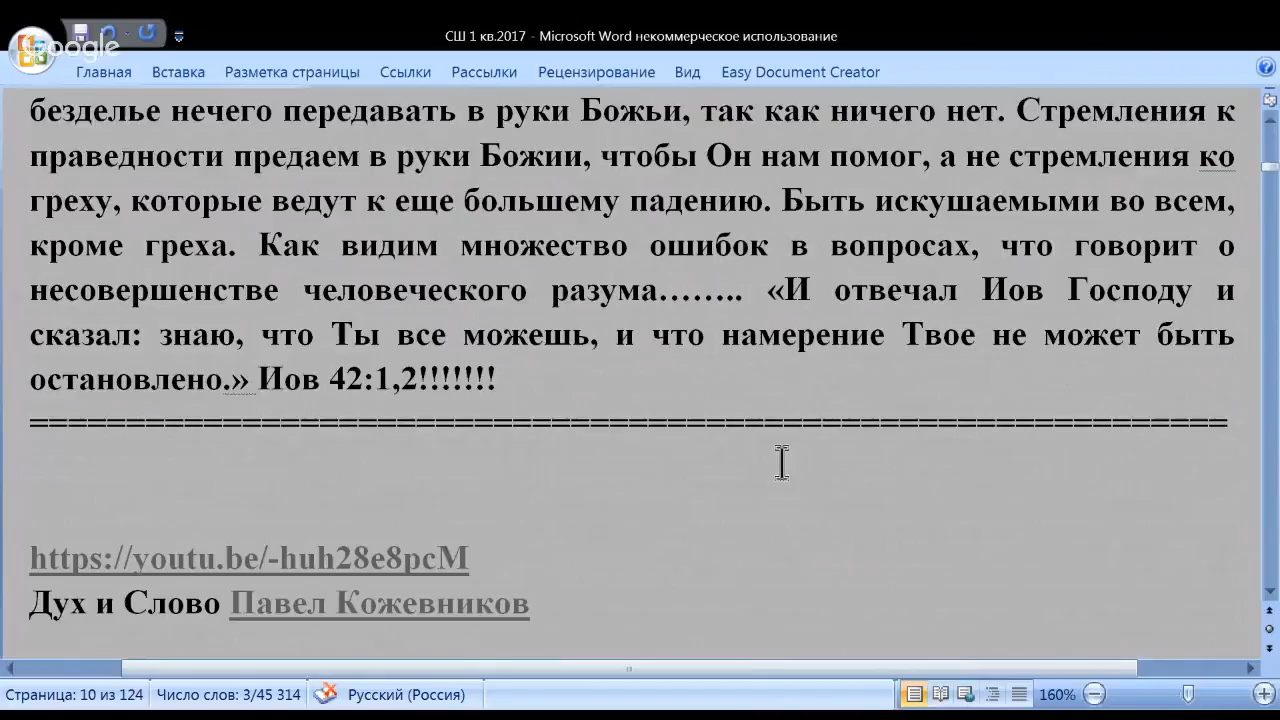 СШ 1 кв.2017 - Microsoft Word некоммерческое использование
Google
Главная Вставка Разметка страницы Ссылки Рассылки Рецензирование Вид Easy Document Creator
безделье нечего передавать в руки Божьи, так как ничего нет. Стремления к
праведности предаем в руки Божии, чтобы Он нам помог, а не стремления ко
греху, которые ведут к еще большему падению. Быть искушаемыми во всем,
кроме греха. Как видим множество ошибок в вопросах, что говорит о
несовершенстве человеческого разума…….. «И отвечал Иов Господу и
сказал: знаю, что Ты все можешь, и что намерение Твое не может быть
остановлено.» Иов 42:1,2!!!!!!!
=========================================================================
https://youtu.be/-huh28e8pcM
Дух и Слово Павел Кожевников
Страница: 10 из 124 Число слов: 3/45 314 Русский (Россия) 160%